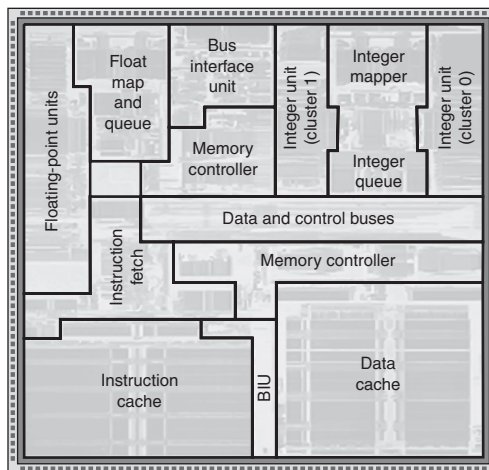 Float
map
and
queue
Bus
interface
unit
Integer
mapper
Integer unit
(cluster 1)
Integer unit
(cluster 0)
Floating-point units
Memory
controller
Integer
queue
Data and control buses
Instruction
fetch
Memory controller
Instruction
cache
BIU
Data
cache